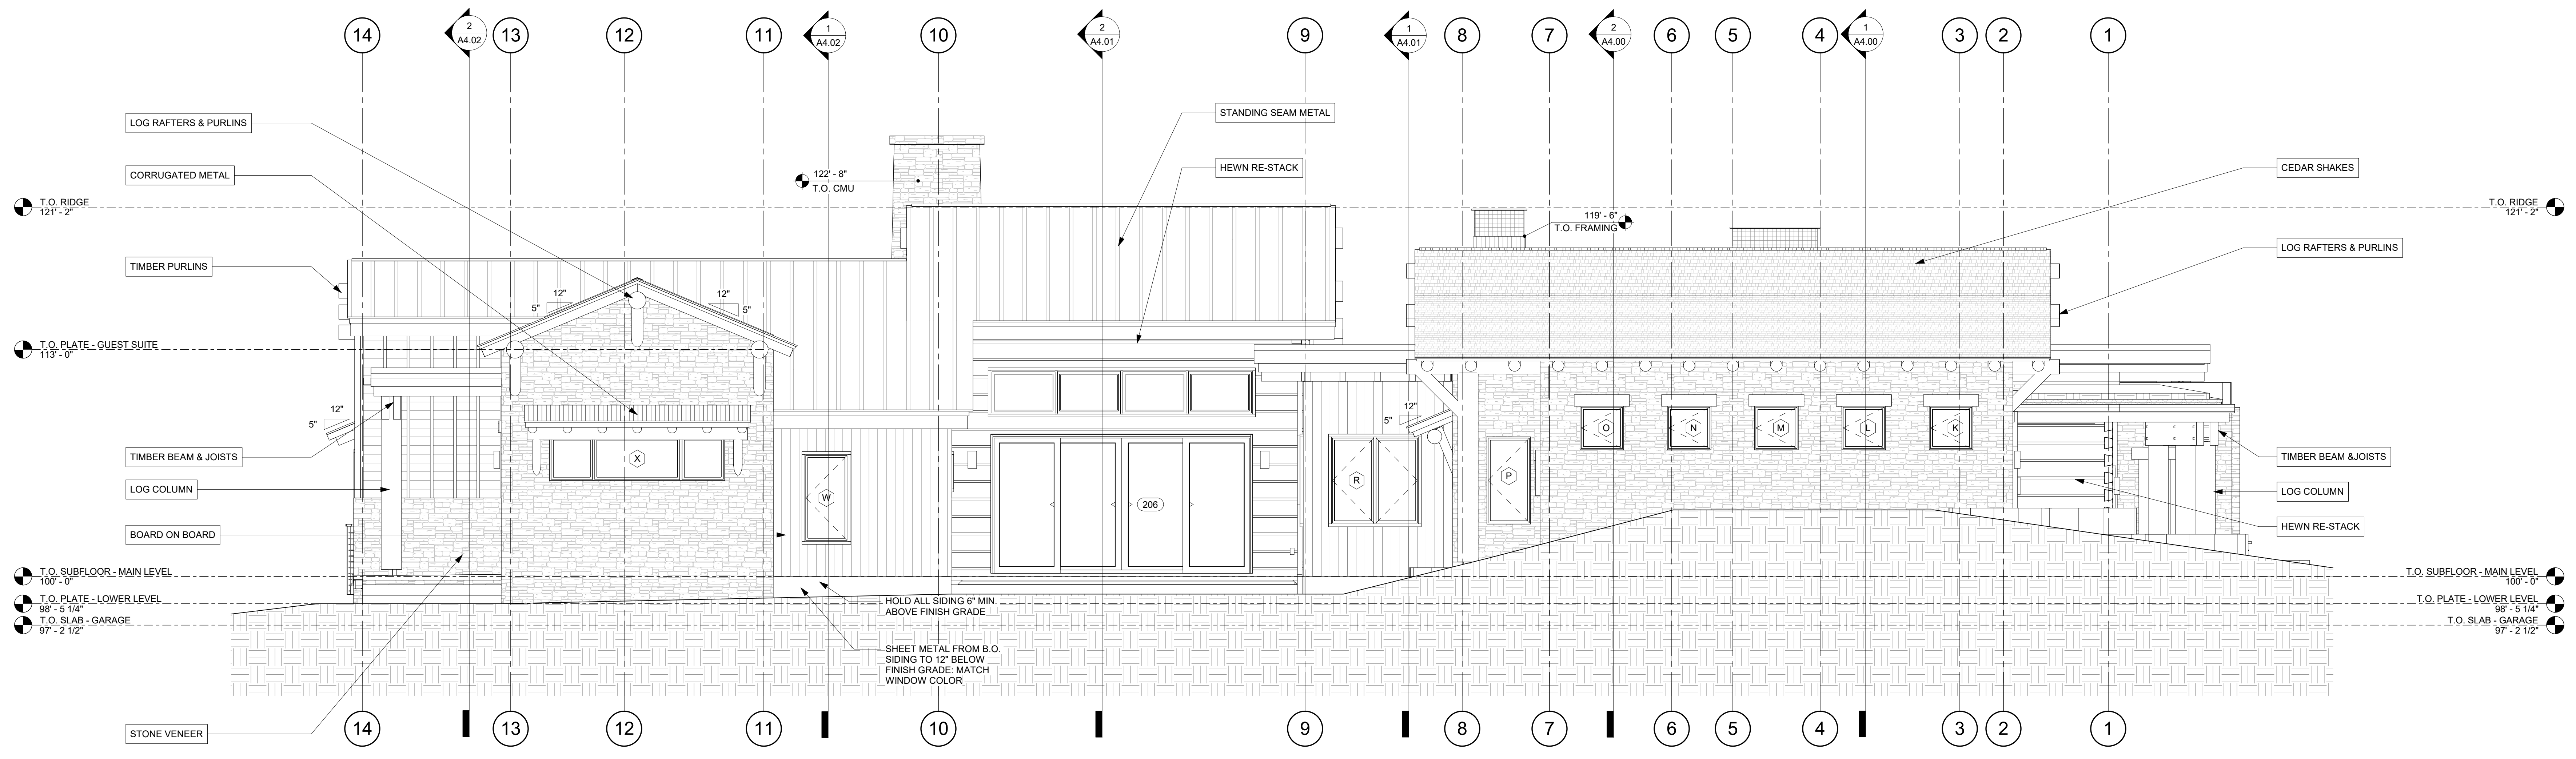 14
2
A4.02
13
12
11
1
A4.02
10
2
A4.01
9
1
A4.01
8
7
2
A4.00
6
5
4
1
A4.00
3
2
1
LOG RAFTERS & PURLINS
STANDING SEAM METAL
CORRUGATED METAL
122' - 8"
T.O. CMU
HEWN RE-STACK
CEDAR SHAKES
T.O. RIDGE
121' - 2"
119' - 6"
T.O. FRAMING
T.O. RIDGE
121' - 2"
LOG RAFTERS & PURLINS
TIMBER PURLINS
12"
5"
12"
5"
T.O. PLATE - GUEST SUITE
113' - 0"
12"
5"
12"
5"
O
N
M
L
K
TIMBER BEAM & JOISTS
X
TIMBER BEAM &JOISTS
LOG COLUMN
W
206
R
P
LOG COLUMN
HEWN RE-STACK
BOARD ON BOARD
T.O. SUBFLOOR - MAIN LEVEL
100' - 0"
T.O. SUBFLOOR - MAIN LEVEL
100' - 0"
T.O. PLATE - LOWER LEVEL
98' - 5 1/4"
T.O. PLATE - LOWER LEVEL
98' - 5 1/4"
HOLD ALL SIDING 6" MIN.
ABOVE FINISH GRADE
T.O. SLAB - GARAGE
97' - 2 1/2"
T.O. SLAB - GARAGE
97' - 2 1/2"
SHEET METAL FROM B.O.
SIDING TO 12" BELOW
FINISH GRADE: MATCH
WINDOW COLOR
STONE VENEER
14
13
12
11
10
9
8
7
6
5
4
3
2
1